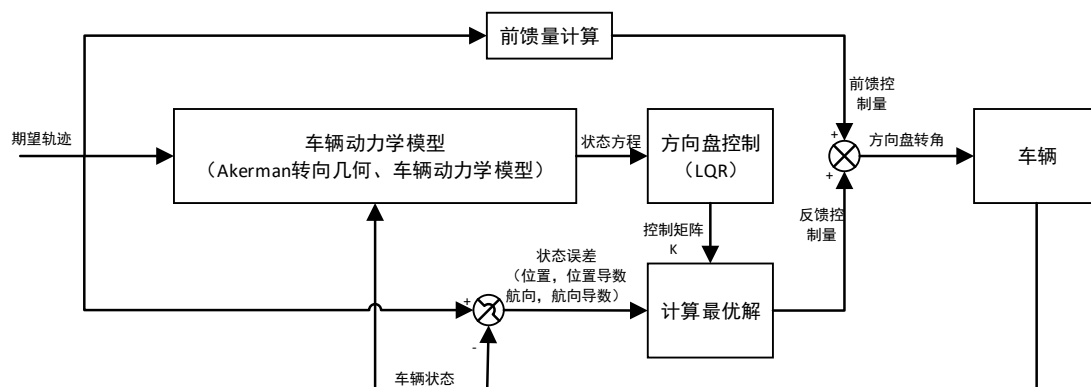 前馈量计算
前馈控
制量
期望轨迹
车辆动力学模型
（Akerman转向几何、车辆动力学模型）
状态方程
方向盘控制
（LQR）
+
+
方向盘转角
车辆
控制矩阵
K
反馈控
制量
状态误差
（位置，位置导数
航向，航向导数）
+
-
计算最优解
车辆状态